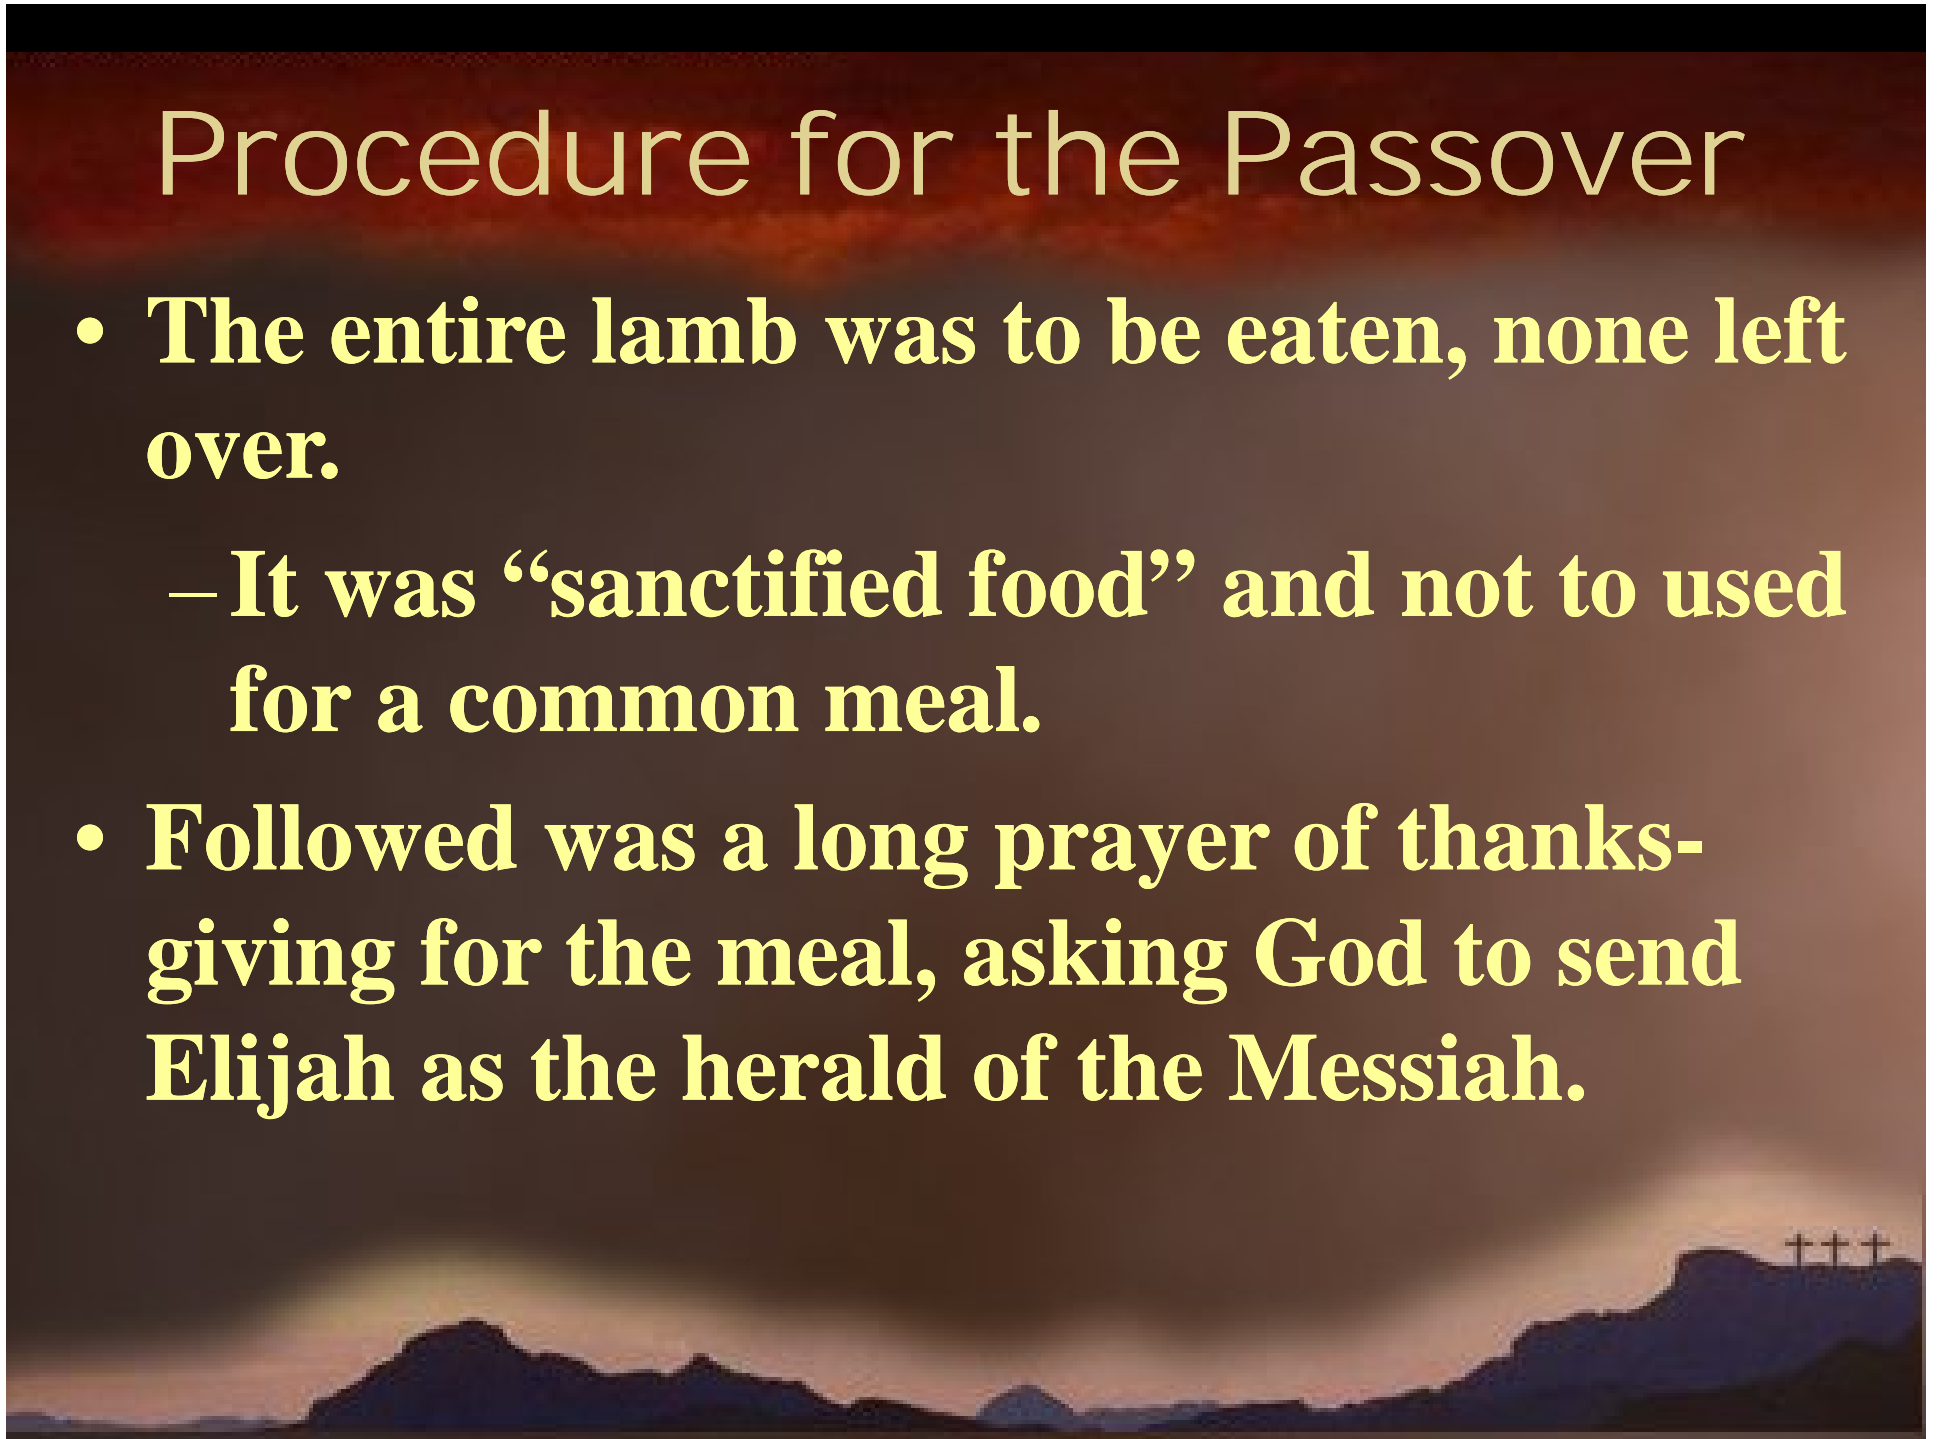 Procedure for the Passover
• The entire lamb was to be eaten, none left
over.
– It was “sanctified food” and not to used
for a common meal.
• Followed was a long prayer of thanks-
giving for the meal, asking God to send
Elijah as the herald of the Messiah.